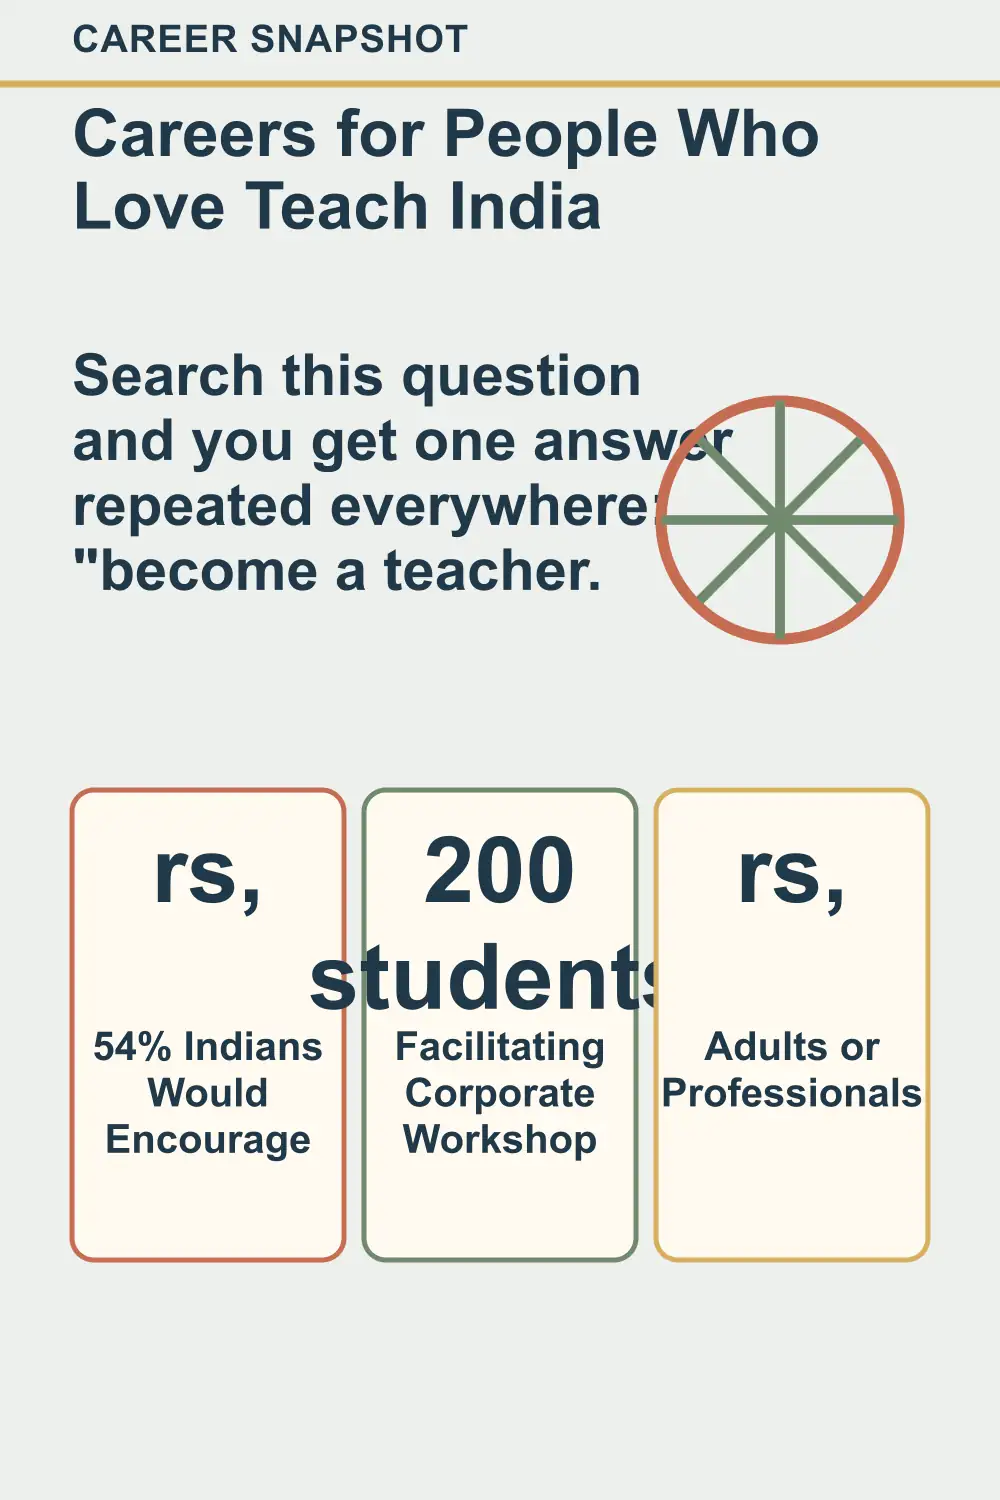 CAREER SNAPSHOT
Careers for People Who
Love Teach India
Search this question
and you get one answer
repeated everywhere:
"become a teacher.
rs,
54% Indians
Would
Encourage
200
students
Facilitating
Corporate
Workshop
rs,
Adults or
Professionals